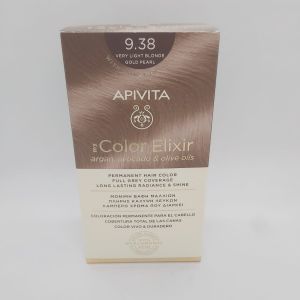 9.38
VERY LIGHT BLONDE
GOLD PEARL
APIVITA
my Color Elixir
argan, avocado & olive oils
PERMANENT HAIR COLOR
FULL GREY COVERAGE
LONG LASTING RADIANCE & SHINE
ΜΟΝΙΜΗ ΒΑΦΗ ΜΑΛΛΙΩΝ
ΠΛΗΡΗΣ ΚΑΛΥΨΗ ΛΕΥΚΩΝ
ΛΑΜΠΕΡΟ ΧΡΩΜΑ ΠΟΥ ΔΙΑΡΚΕΙ
COLORACIÓN PERMANENTE PARA EL CABELLO
COBERTURA TOTAL DE LAS CANAS
COLOR VIVO & DURADERO